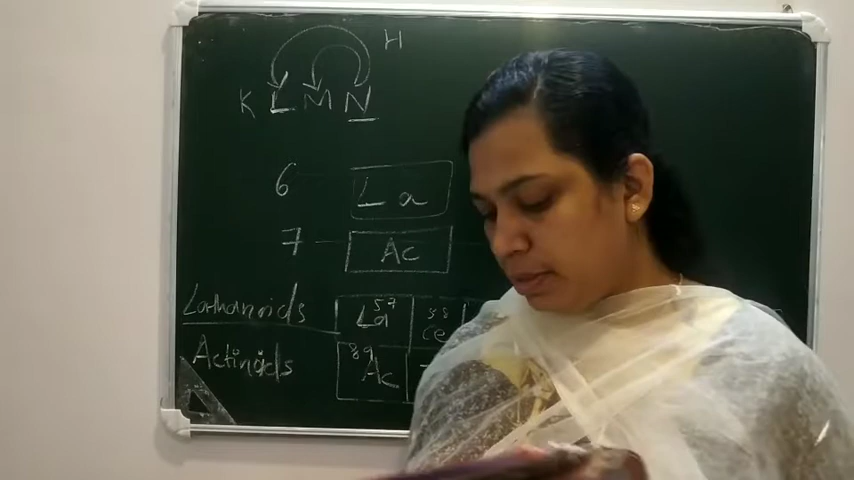 H
K L M N
6 La
7 Ac
Lathanoids 57 La 58 Ce
Actinoids 89 Ac